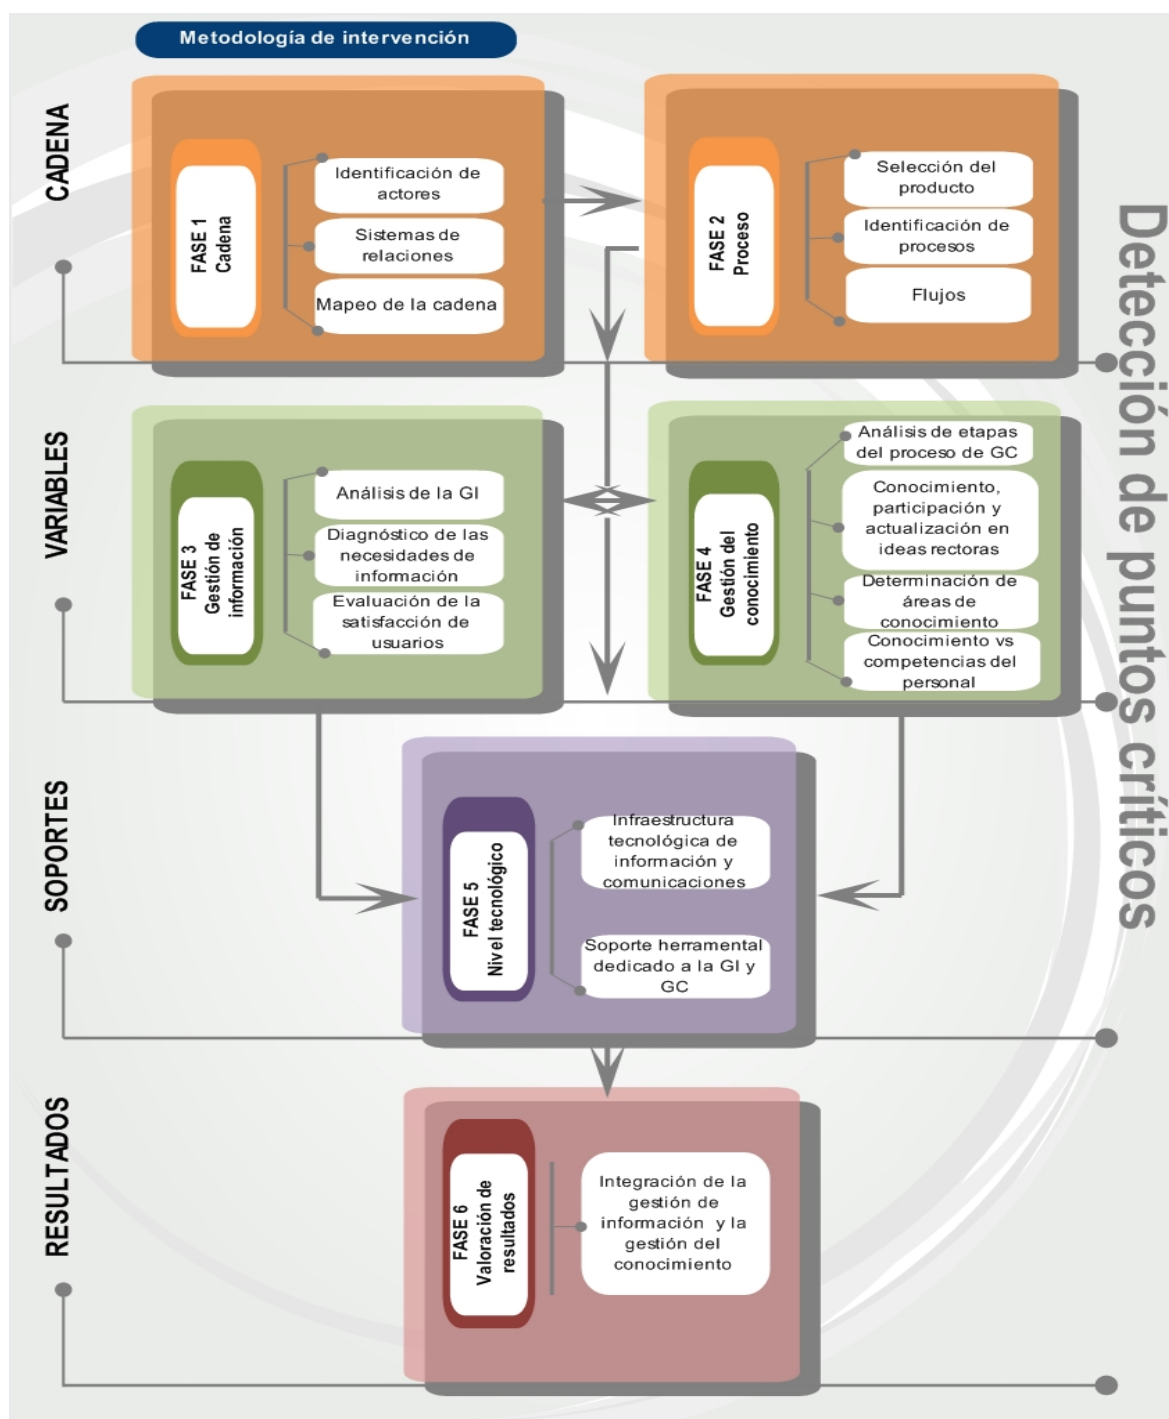 Metodología de intervención
CADENA
FASE 1
Cadena
Identificación de
actores
Sistemas de
relaciones
Mapeo de la cadena
FASE 2
Proceso
Selección del
producto
Identificación de
procesos
Flujos
VARIABLES
FASE 3
Gestión de
información
Análisis de la GI
Diagnóstico de las
necesidades de
información
Evaluación de la
satisfacción de
usuarios
FASE 4
Gestión del
conocimiento
Análisis de etapas
del proceso de GC
Conocimiento,
participación y
actualización en
ideas rectoras
Determinación de
áreas de
conocimiento
Conocimiento vs
competencias del
personal
SOPORTES
FASE 5
Nivel tecnológico
Infraestructura
tecnológica de
información y
comunicaciones
Soporte herramental
dedicado a la GI y
GC
RESULTADOS
FASE 6
Valoración de
resultados
Integración de la
gestión de
información y la
gestión del
conocimiento
Detección de puntos críticos